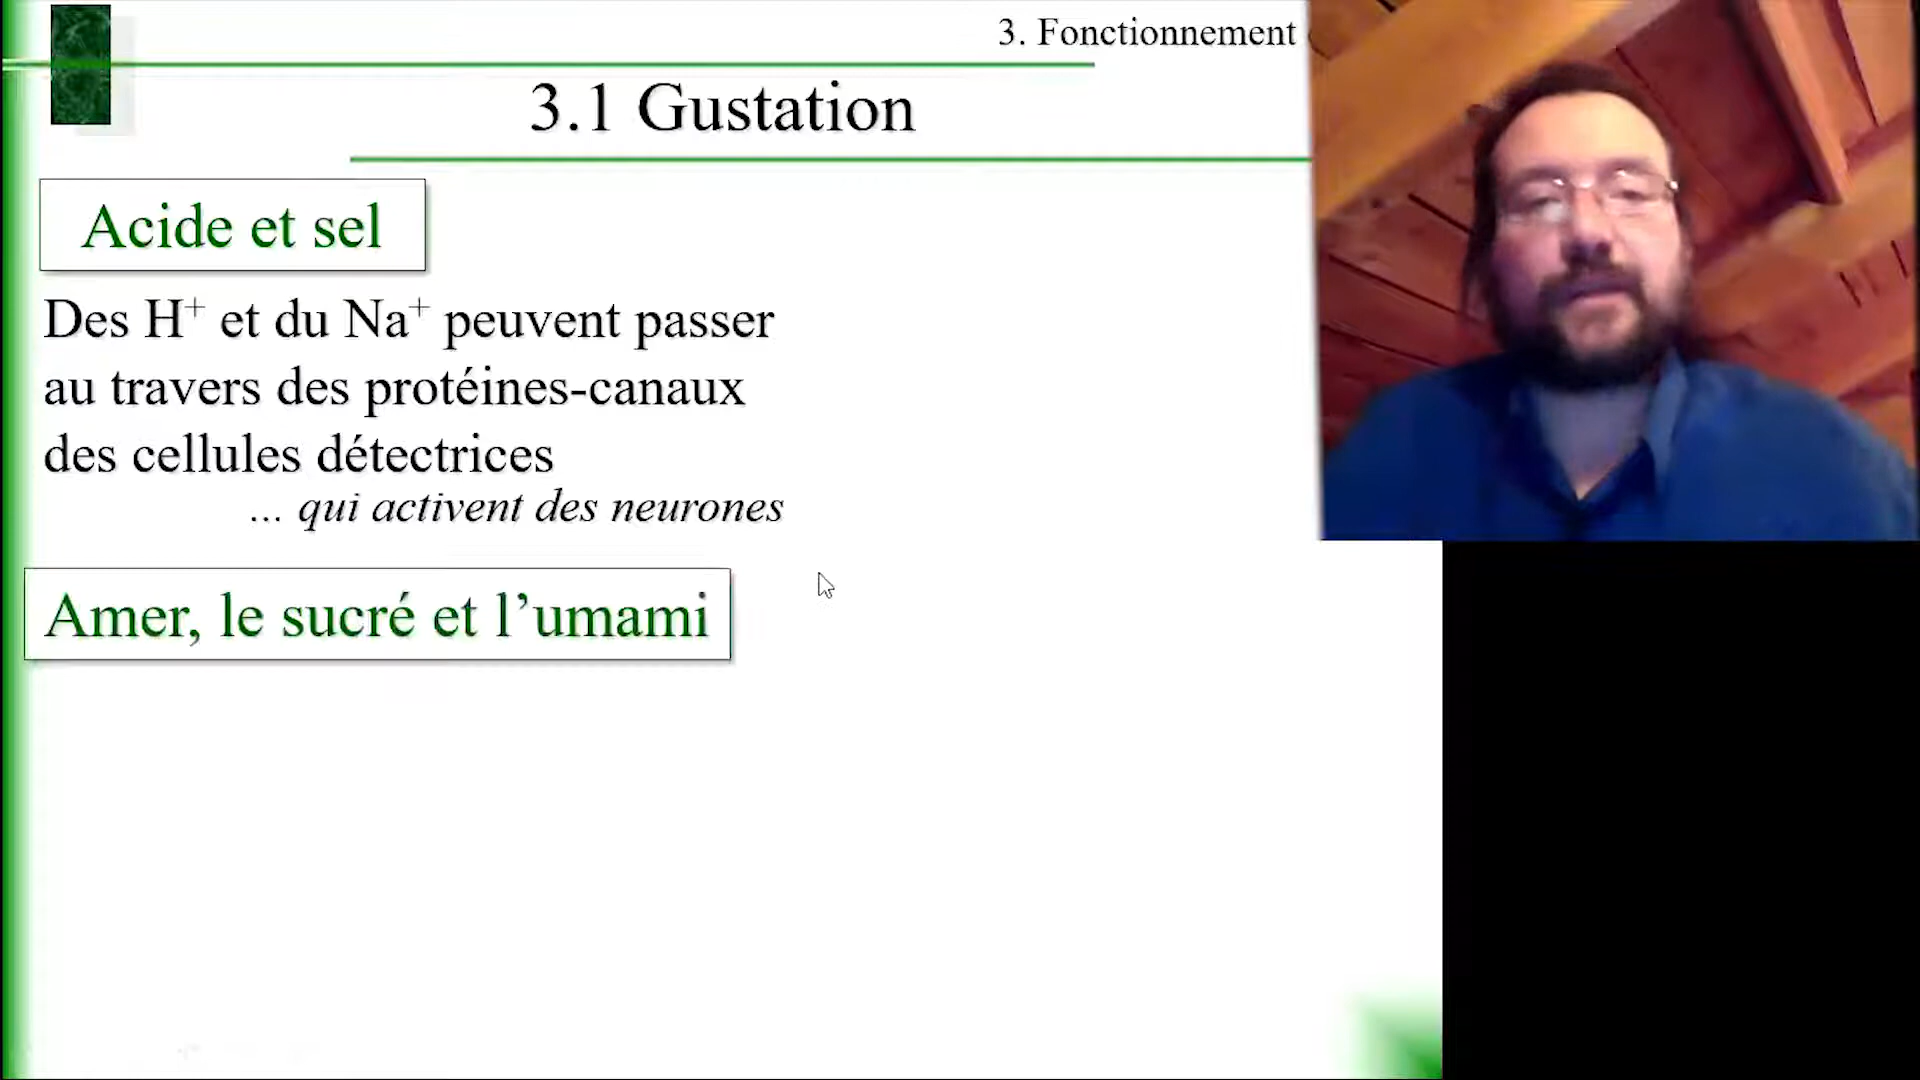 3. Fonctionnement
3.1 Gustation
Acide et sel
Des H⁺ et du Na⁺ peuvent passer
au travers des protéines-canaux
des cellules détectrices
... qui activent des neurones
Amer, le sucré et l’umami